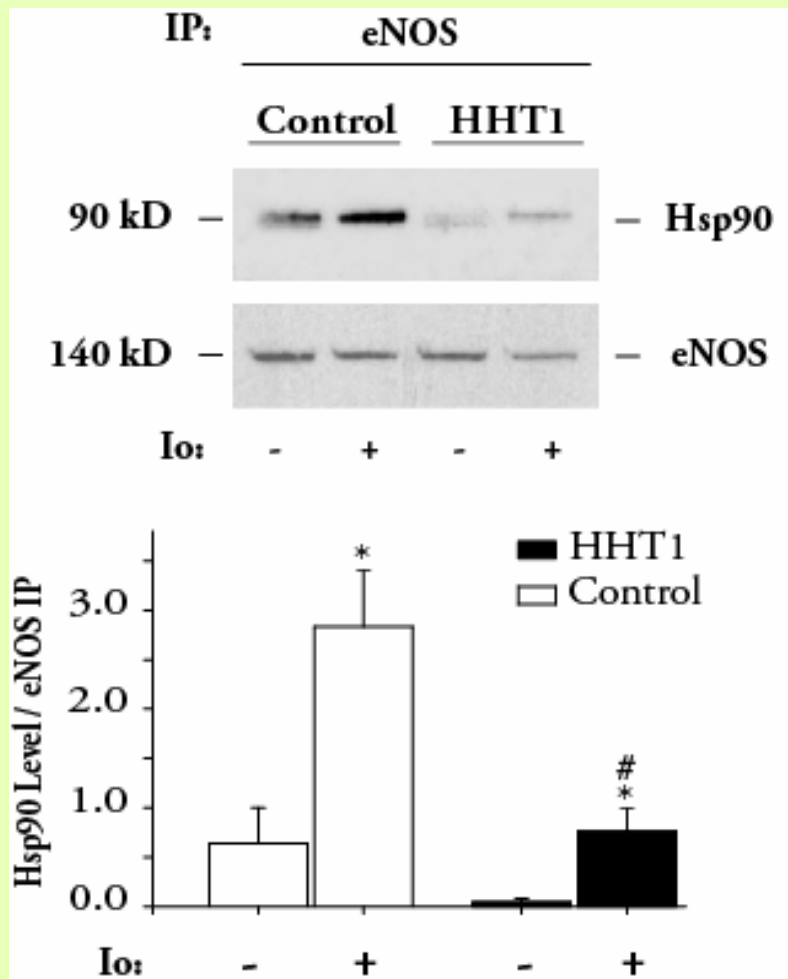 IP: eNOS
Control HHT1
90 kD – – Hsp90
140 kD – – eNOS
Io: - + - +
HHT1
Control
Hsp90 Level / eNOS IP
3.0
2.0
1.0
0.0
*
#
*
Io: - + - +